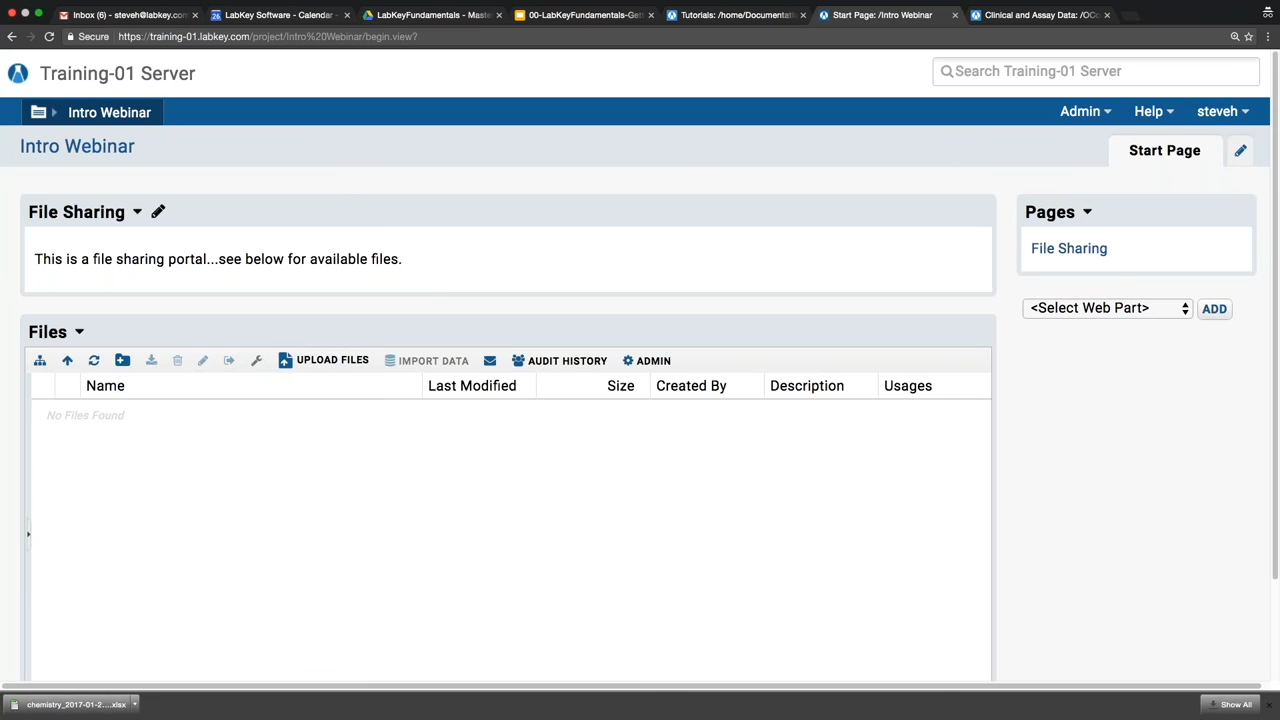 Inbox (6) - steveh@labkey.com
LabKey Software - Calendar
LabKeyFundamentals - Maste
00-LabKeyFundamentals-Get
Tutorials: /home/Documentati
Start Page: /Intro Webinar
Clinical and Assay Data: /OCo
Secure
https://training-01.labkey.com/project/Intro%20Webinar/begin.view?
Training-01 Server
Search Training-01 Server
Intro Webinar
Admin
Help
steveh
Intro Webinar
Start Page
File Sharing
This is a file sharing portal...see below for available files.
Pages
File Sharing
<Select Web Part>
ADD
Files
UPLOAD FILES
IMPORT DATA
AUDIT HISTORY
ADMIN
Name
Last Modified
Size
Created By
Description
Usages
No Files Found
chemistry_2017-01-2....xlsx
Show All